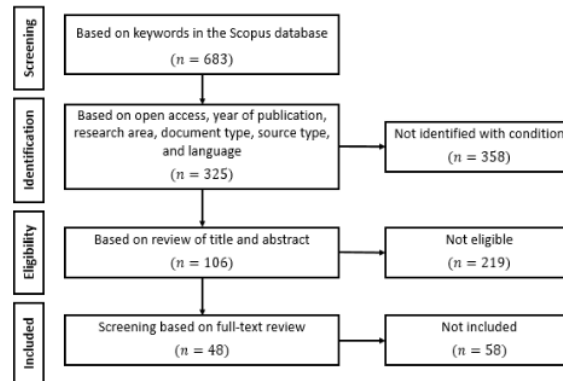 Screening
Based on keywords in the Scopus database
(n = 683)
Identification
Based on open access, year of publication,
research area, document type, source type,
and language
(n = 325)
Not identified with condition
(n = 358)
Eligibility
Based on review of title and abstract
(n = 106)
Not eligible
(n = 219)
Included
Screening based on full-text review
(n = 48)
Not included
(n = 58)